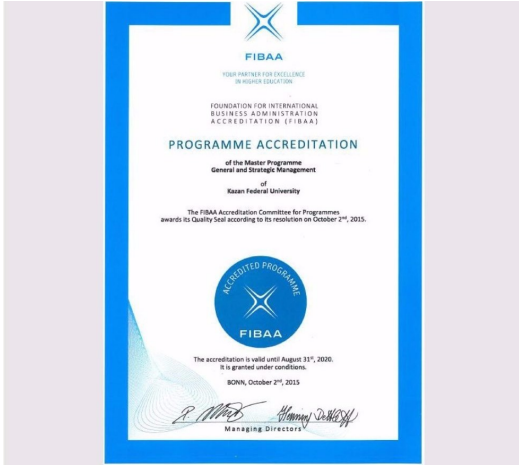 FIBAA
YOUR PARTNER FOR EXCELLENCE
IN HIGHER EDUCATION
FOUNDATION FOR INTERNATIONAL
BUSINESS ADMINISTRATION
ACCREDITATION [FIBAA]
PROGRAMME ACCREDITATION
of the Master Programme
General and Strategic Management
of
Kazan Federal University
The FIBAA Accreditation Committee for Programmes
awards its Quality Seal according to its resolution on October 2nd, 2015.
ACCREDITED PROGRAMME
FIBAA
The accreditation is valid until August 31st, 2020.
It is granted under conditions.
BONN, October 2nd, 2015
Managing Directors